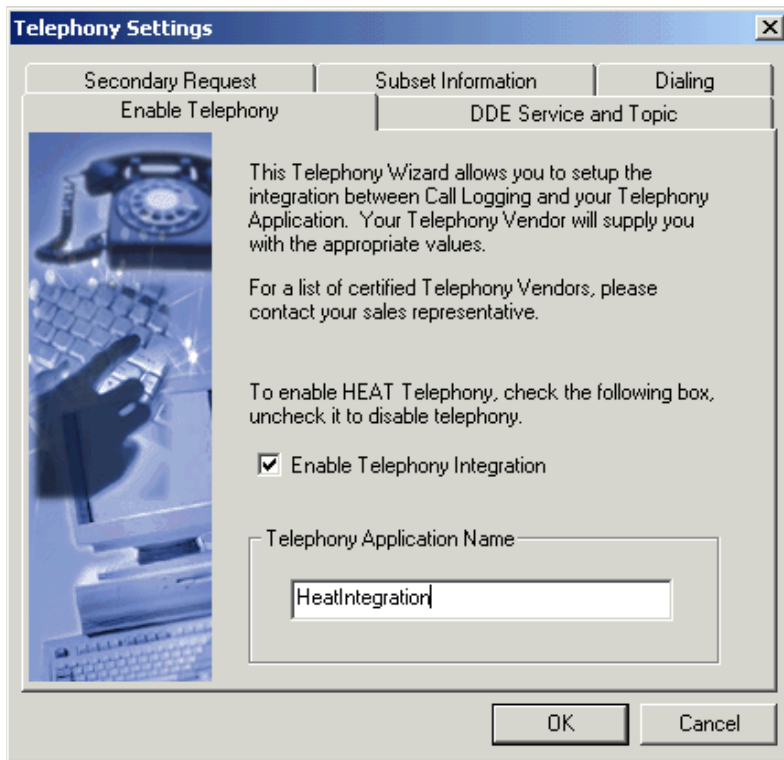 Telephony Settings
Secondary Request
Subset Information
Dialing
Enable Telephony
DDE Service and Topic
This Telephony Wizard allows you to setup the
integration between Call Logging and your Telephony
Application.  Your Telephony Vendor will supply you
with the appropriate values.
For a list of certified Telephony Vendors, please
contact your sales representative.
To enable HEAT Telephony, check the following box,
uncheck it to disable telephony.
Enable Telephony Integration
Telephony Application Name
HeatIntegration
OK
Cancel